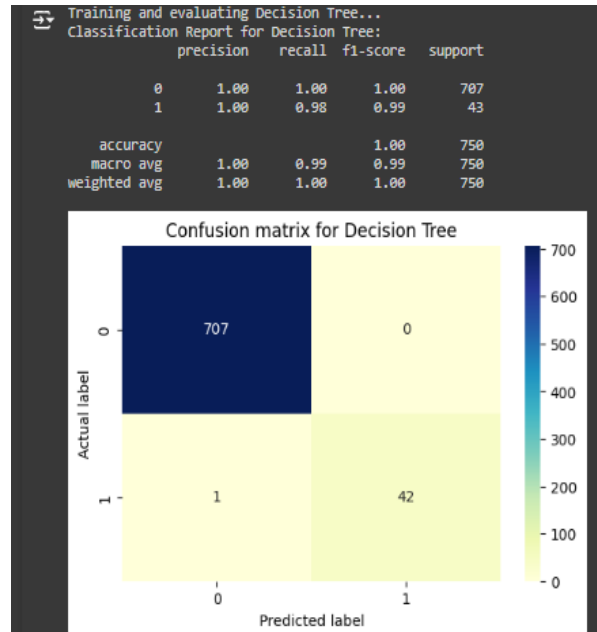 Training and evaluating Decision Tree...
Classification Report for Decision Tree:
precision recall f1-score support
0 1.00 1.00 1.00 707
1 1.00 0.98 0.99 43
accuracy 1.00 750
macro avg 1.00 0.99 0.99 750
weighted avg 1.00 1.00 1.00 750
Confusion matrix for Decision Tree
700
600
500
400
300
200
100
0
Actual label
0 707 0
1 1 42
0 1
Predicted label